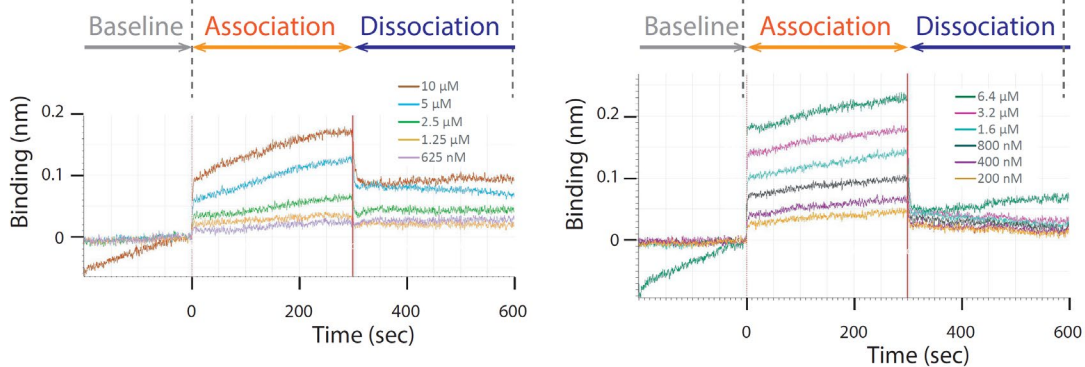 Baseline Association Dissociation
10 µM
5 µM
2.5 µM
1.25 µM
625 nM
Binding (nm)
0.2
0.1
0
0 200 400 600
Time (sec)
Baseline Association Dissociation
6.4 µM
3.2 µM
1.6 µM
800 nM
400 nM
200 nM
Binding (nm)
0.2
0.1
0
0 200 400 600
Time (sec)